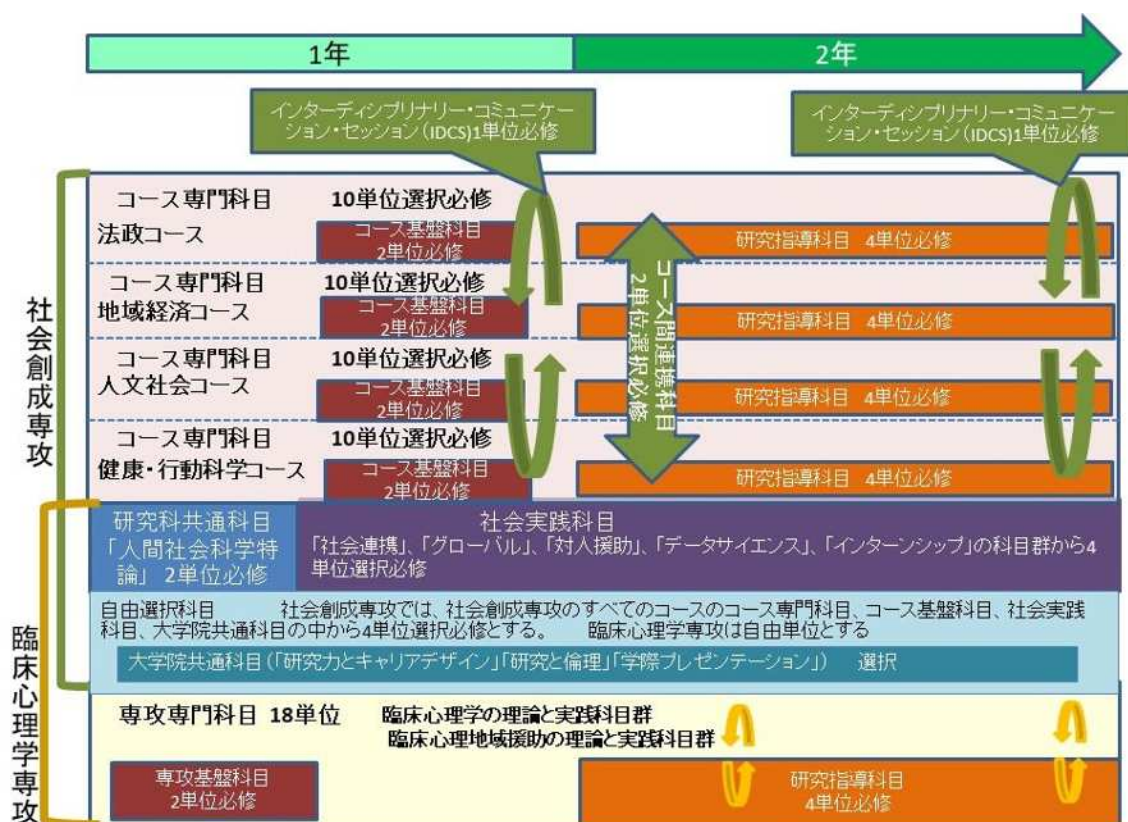 1年
2年
インターディシプリナリー・コミュニケー
ション・セッション(IDCS)1単位必修
インターディシプリナリー・コミュニケー
ション・セッション(IDCS)1単位必修
社会創成専攻
コース専門科目 10単位選択必修
法政コース
コース基盤科目
2単位必修
研究指導科目 4単位必修
コース専門科目 10単位選択必修
地域経済コース
コース基盤科目
2単位必修
研究指導科目 4単位必修
コース専門科目 10単位選択必修
人文社会コース
コース基盤科目
2単位必修
研究指導科目 4単位必修
コース専門科目 10単位選択必修
健康・行動科学コース
コース基盤科目
2単位必修
研究指導科目 4単位必修
コース間連携科目
2単位選択必修
臨床心理学専攻
研究科共通科目
「人間社会科学特
論」 2単位必修
社会実践科目
「社会連携」、「グローバル」、「対人援助」、「データサイエンス」、「インターンシップ」の科目群から4
単位選択必修
自由選択科目 社会創成専攻では、社会創成専攻のすべてのコースのコース専門科目、コース基盤科目、社会実践
科目、大学院共通科目の中から4単位選択必修とする。 臨床心理学専攻は自由単位とする
大学院共通科目(「研究力とキャリアデザイン」「研究と倫理」「学際プレゼンテーション」) 選択
専攻専門科目 18単位 臨床心理学の理論と実践科目群
臨床心理地域援助の理論と実践科目群
専攻基盤科目
2単位必修
研究指導科目
4単位必修